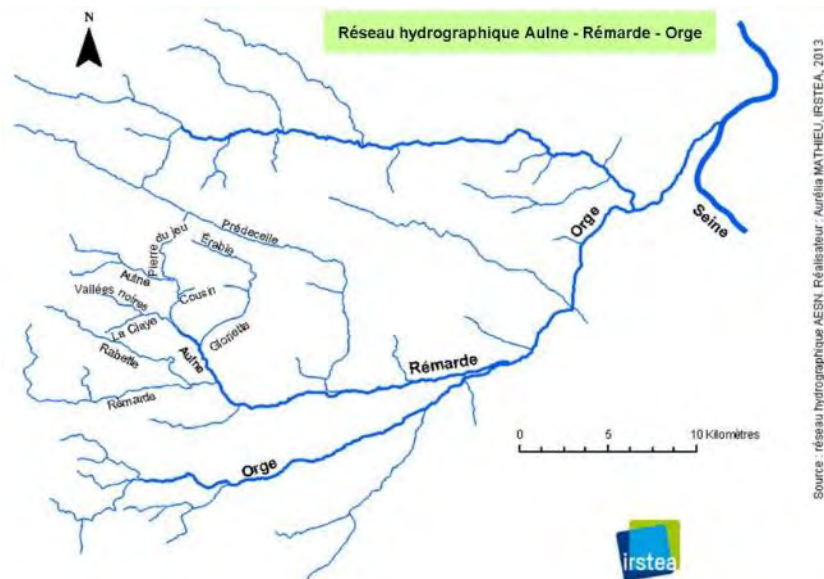 Réseau hydrographique Aulne - Rémarde - Orge
N
Seine
Orge
Prédecelle
Pierre du jeu
Érable
Aulne
Vallées noires
Cousin
La Claye
Rabette
Aulne
Gloriette
Rémarde
Rémarde
Orge
0 5 10 Kilomètres
Source : réseau hydrographique AESN. Réalisateur : Aurélia MATHIEU, IRSTEA, 2013
irstea